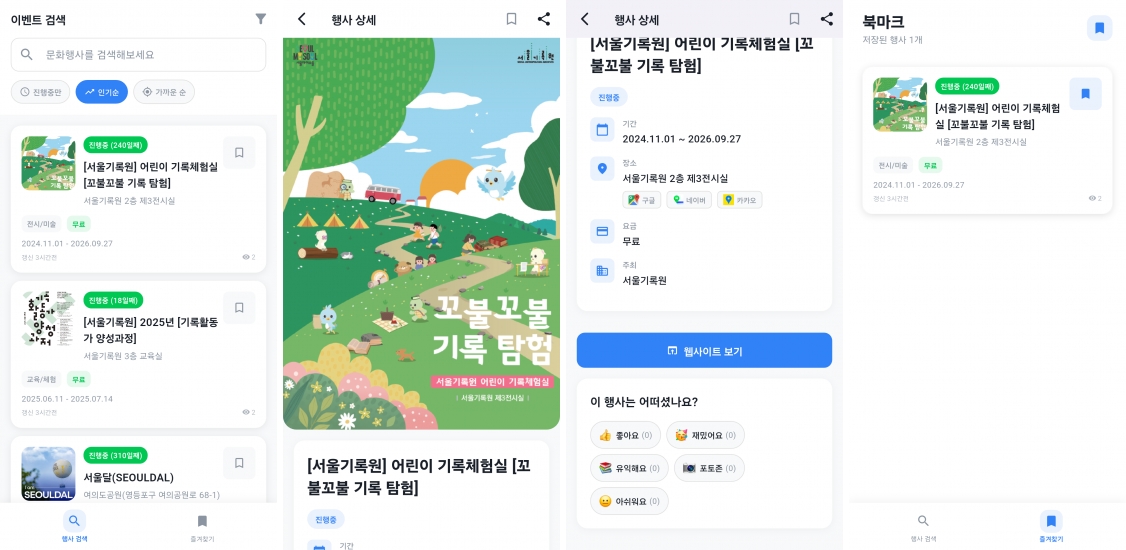 이벤트 검색
문화행사를 검색해보세요
진행중만
인기순
가까운 순
진행중 (240일째)
[서울기록원] 어린이 기록체험실
[꼬불꼬불 기록 탐험]
서울기록원 2층 제3전시실
전시/미술
무료
2024.11.01 - 2026.09.27
갱신 3시간전
2
진행중 (18일째)
[서울기록원] 2025년 [기록활동
가 양성과정]
서울기록원 3층 교육실
교육/체험
무료
2025.06.11 - 2025.07.14
갱신 3시간전
2
진행중 (310일째)
서울달(SEOULDAL)
여의도공원(영등포구 여의공원로 68-1)
SEOULDAL
행사 검색
즐겨찾기
행사 상세
꼬불꼬불
기록 탐험
서울기록원 어린이 기록체험실
서울기록원 제3전시실
[서울기록원] 어린이 기록체험실 [꼬
불꼬불 기록 탐험]
진행중
기간
행사 상세
[서울기록원] 어린이 기록체험실 [꼬
불꼬불 기록 탐험]
진행중
기간
2024.11.01 ~ 2026.09.27
장소
서울기록원 2층 제3전시실
구글
네이버
카카오
요금
무료
주최
서울기록원
웹사이트 보기
이 행사는 어떠셨나요?
좋아요 (0)
재밌어요 (0)
유익해요 (0)
포토존 (0)
아쉬워요 (0)
북마크
저장된 행사 1개
진행중 (240일째)
[서울기록원] 어린이 기록체험
실 [꼬불꼬불 기록 탐험]
서울기록원 2층 제3전시실
전시/미술
무료
2024.11.01 - 2026.09.27
갱신 3시간전
2
행사 검색
즐겨찾기